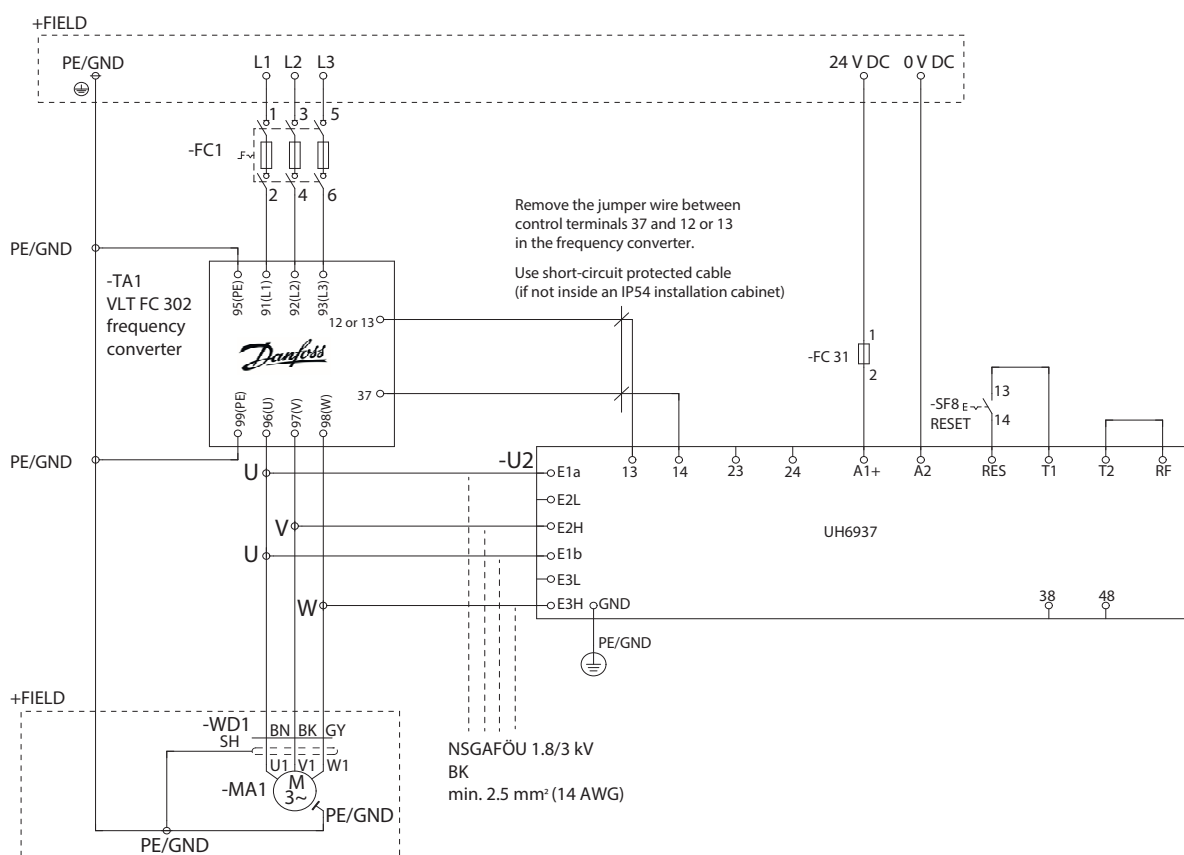 +FIELD
PE/GND
L1 L2 L3
24 V DC 0 V DC
1 3 5
-FC1
F
2 4 6
Remove the jumper wire between
control terminals 37 and 12 or 13
in the frequency converter.
Use short-circuit protected cable
(if not inside an IP54 installation cabinet)
PE/GND
-TA1
VLT FC 302
frequency
converter
95(PE)
91(L1)
92(L2)
93(L3)
12 or 13
Danfoss
37
99(PE)
96(U)
97(V)
98(W)
1
-FC 31
2
13
-SF8 E
RESET
14
PE/GND
-U2
13 14 23 24 A1+ A2 RES T1 T2 RF
U
E1a
E2L
V
E2H
UH6937
U
E1b
E3L
W
E3H
GND
38 48
PE/GND
+FIELD
-WD1
BN BK GY
SH
U1 V1 W1
-MA1
M
3~
PE/GND
PE/GND
NSGAFÖU 1.8/3 kV
BK
min. 2.5 mm² (14 AWG)